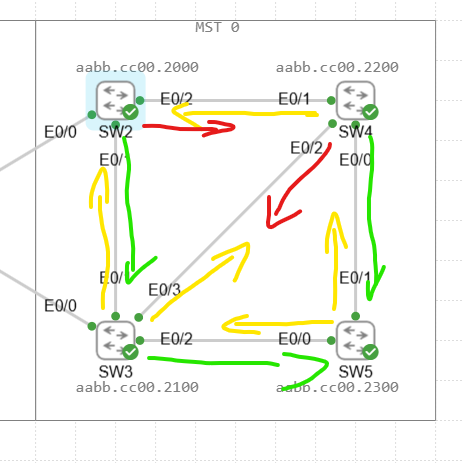 MST 0
aabb.cc00.2000 aabb.cc00.2200
E0/2 E0/1
E0/0 SW2 SW4
E0/ E0/2 E0/0
E0/ E0/3 E0/1
E0/0 E0/2 E0/0
SW3 SW5
aabb.cc00.2100 aabb.cc00.2300